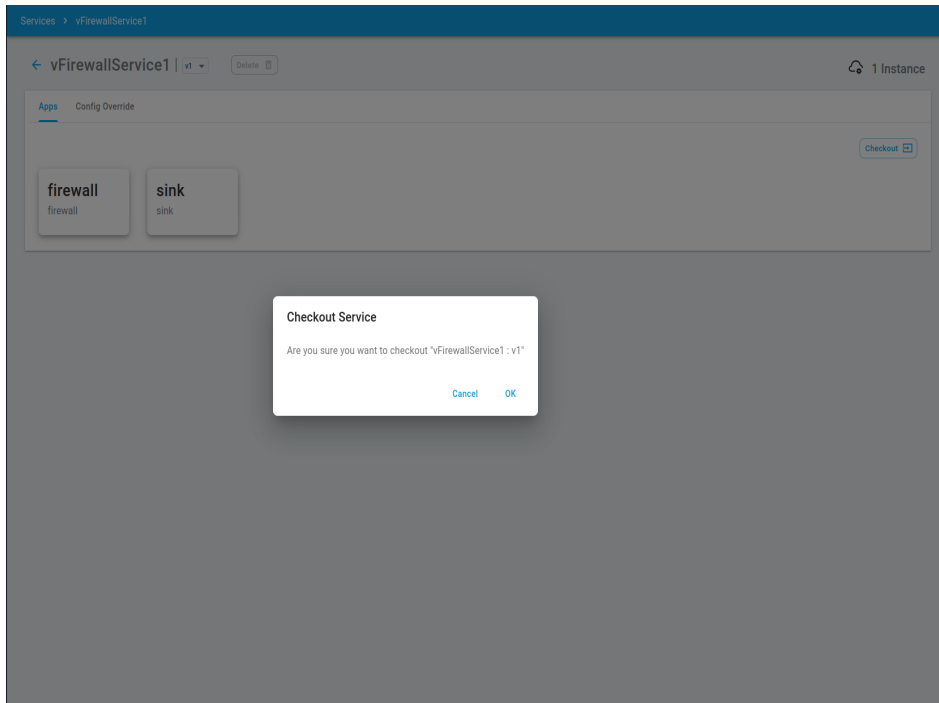 Services > vFirewallService1
vFirewallService1 | v1
Delete
1 Instance
Apps Config Override
Checkout
firewall
firewall
sink
sink
Checkout Service
Are you sure you want to checkout "vFirewallService1 : v1"
Cancel OK